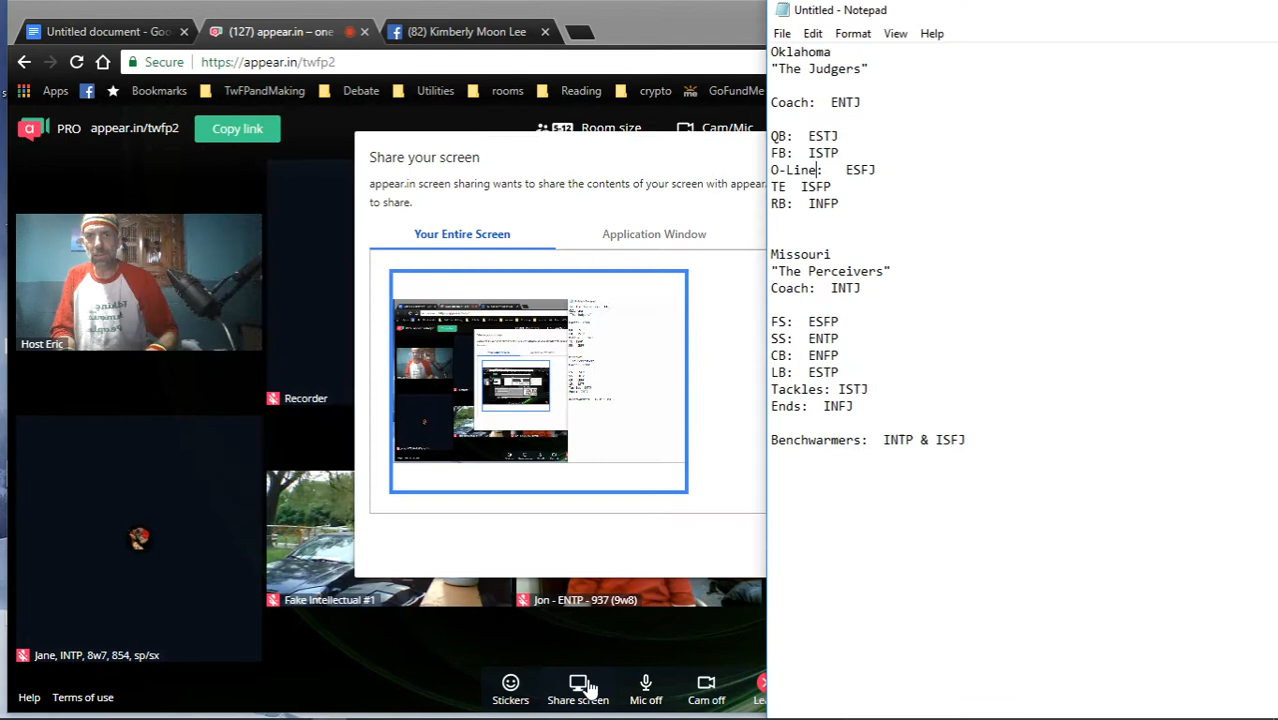 Untitled document - Goo
(127) appear.in – one
(82) Kimberly Moon Lee
Secure
https://appear.in/twfp2
Apps
Bookmarks
TwFPandMaking
Debate
Utilities
rooms
Reading
crypto
GoFundMe
PRO
appear.in/twfp2
Copy link
5-12
Room size
Cam/Mic
Share your screen
appear.in screen sharing wants to share the contents of your screen with appear.
to share.
Your Entire Screen
Application Window
Host Eric
Recorder
Jane, INTP, 8w7, 854, sp/sx
Fake Intellectual #1
Jon - ENTP - 937 (9w8)
Help
Terms of use
Stickers
Share screen
Mic off
Cam off
Lea
Untitled - Notepad
File Edit Format View Help
Oklahoma
"The Judgers"
Coach: ENTJ
QB: ESTJ
FB: ISTP
O-Line: ESFJ
TE ISFP
RB: INFP
Missouri
"The Perceivers"
Coach: INTJ
FS: ESFP
SS: ENTP
CB: ENFP
LB: ESTP
Tackles: ISTJ
Ends: INFJ
Benchwarmers: INTP & ISFJ